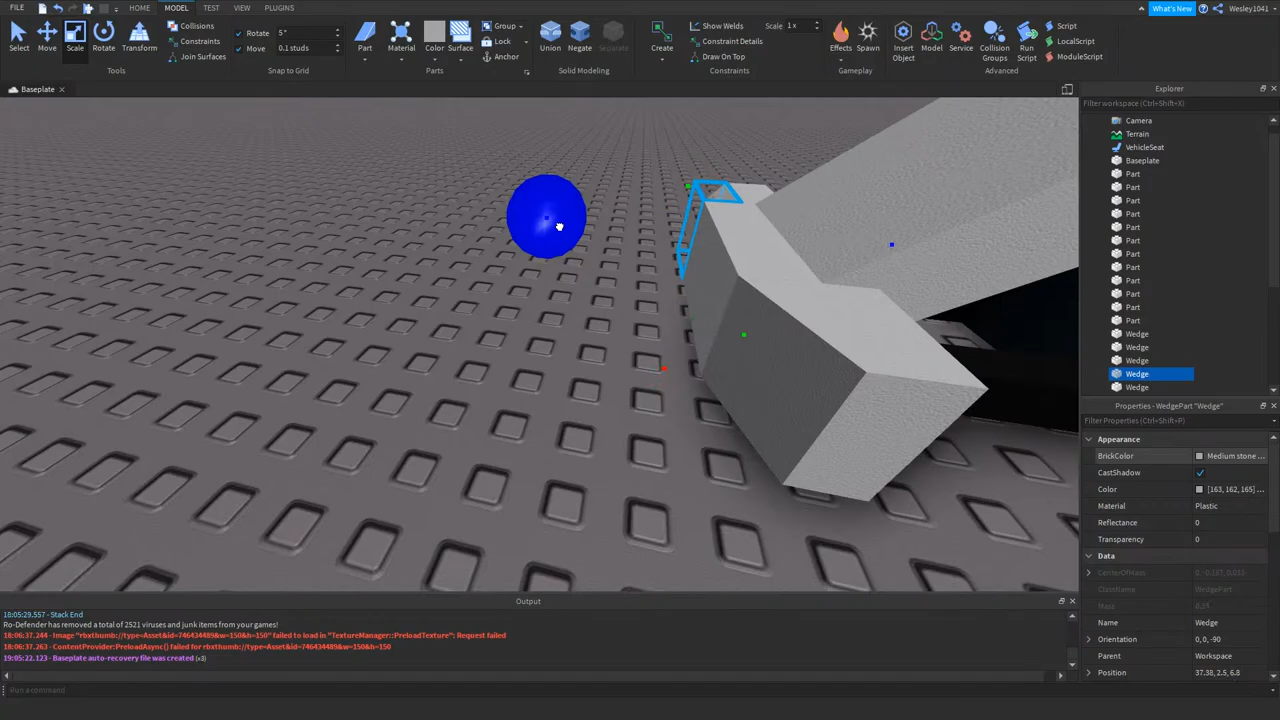 FILE HOME MODEL TEST VIEW PLUGINS What's New Wesley1041
Select Move Scale Rotate Transform
Collisions
Constraints
Join Surfaces
Tools
Rotate 5°
Move 0.1 studs
Snap to Grid
Part Material Color Surface
Group
Lock
Anchor
Parts
Union Negate Separate
Solid Modeling
Create
Show Welds Scale 1x
Constraint Details
Draw On Top
Constraints
Effects Spawn
Gameplay
Insert Object Model Service Collision Groups Run Script
Script
LocalScript
ModuleScript
Advanced
Baseplate
Explorer
Filter workspace (Ctrl+Shift+X)
Camera
Terrain
VehicleSeat
Baseplate
Part
Part
Part
Part
Part
Part
Part
Part
Part
Part
Part
Part
Wedge
Wedge
Wedge
Wedge
Wedge
Properties - WedgePart "Wedge"
Filter Properties (Ctrl+Shift+P)
Appearance
BrickColor Medium stone ...
CastShadow
Color [163, 162, 165] ...
Material Plastic
Reflectance 0
Transparency 0
Data
CenterOfMass 0, -0.167, 0.033
ClassName WedgePart
Mass
Name Wedge
Orientation 0, 0, -90
Parent Workspace
Position 37.38, 2.5, 6.8
Output
18:05:29.557 - Stack End
Ro-Defender has removed a total of 2521 viruses and junk items from your games!
18:06:37.244 - Image "rbxthumb://type=Asset&id=746434489&w=150&h=150" failed to load in "TextureManager::PreloadTexture": Request failed
18:06:37.263 - ContentProvider:PreloadAsync() failed for rbxthumb://type=Asset&id=746434489&w=150&h=150
19:05:22.123 - Baseplate auto-recovery file was created (x3)
Run a command